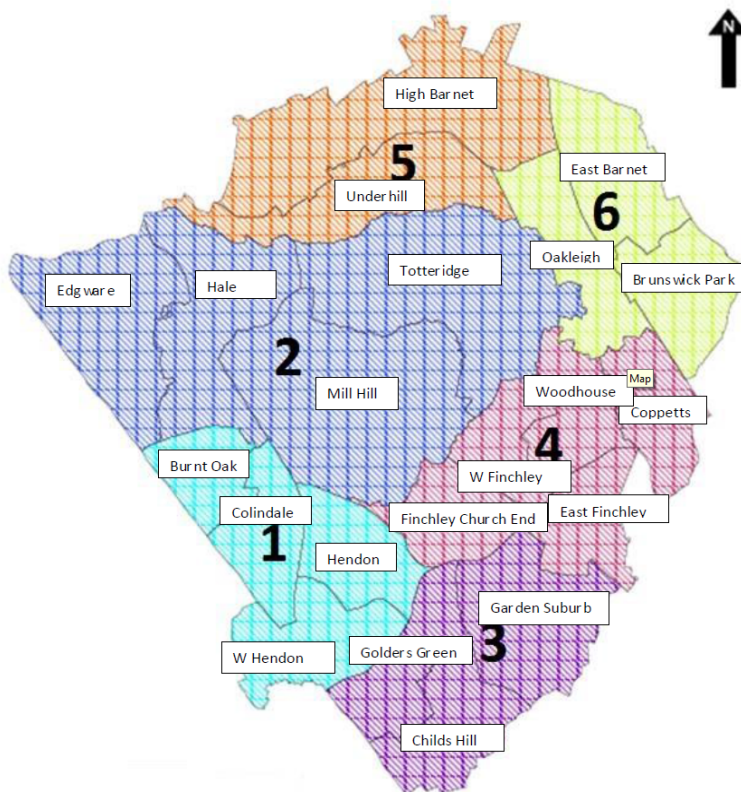 N
High Barnet
5
East Barnet
Underhill
6
Oakleigh
Totteridge
Brunswick Park
Edgware
Hale
2
Map
Woodhouse
Mill Hill
Coppetts
4
Burnt Oak
W Finchley
Colindale
Finchley Church End
East Finchley
1
Hendon
Garden Suburb
3
Golders Green
W Hendon
Childs Hill